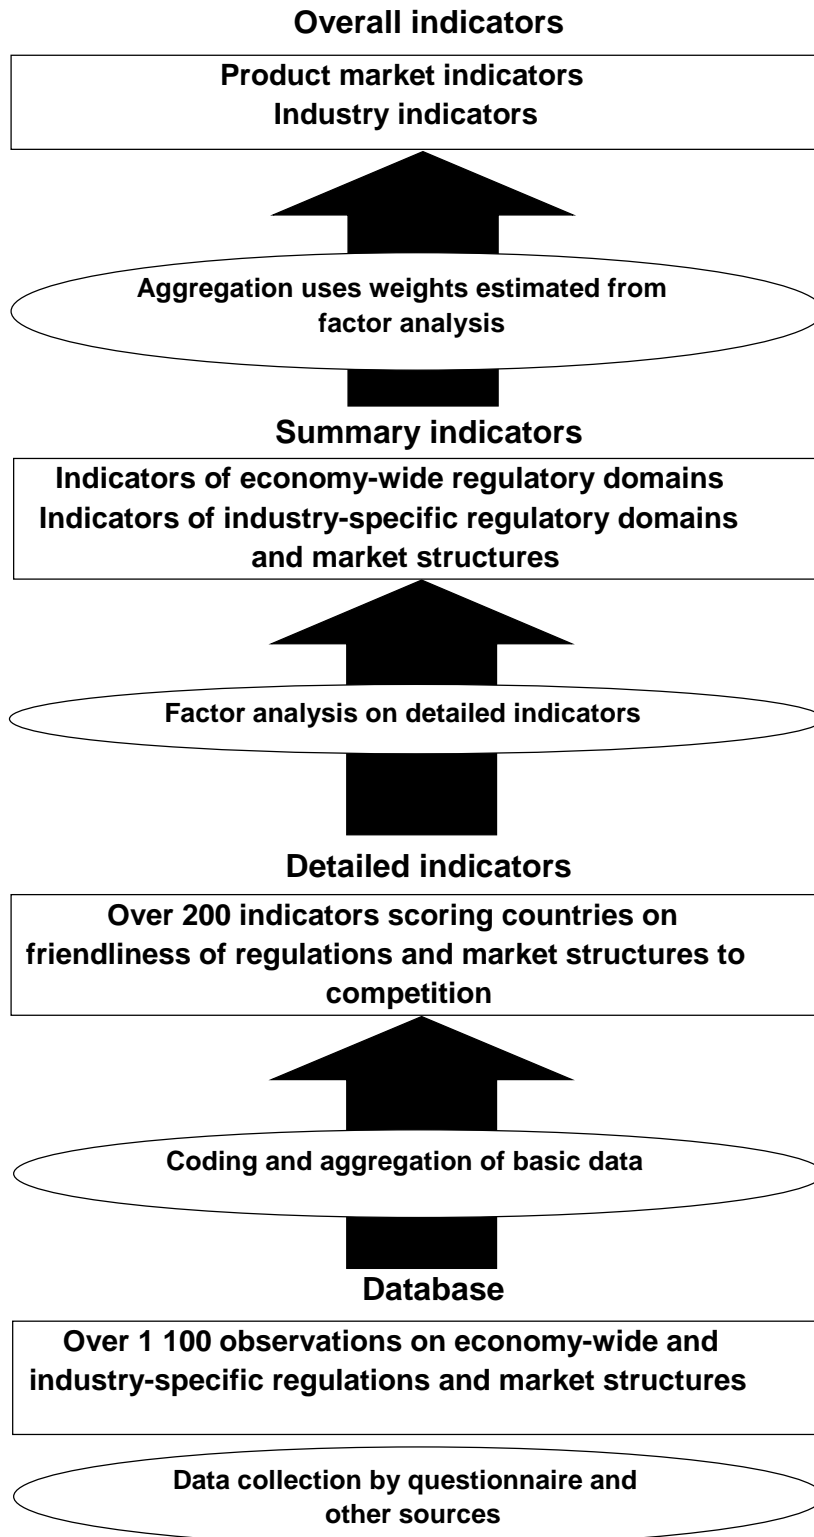 Overall indicators
Product market indicators
Industry indicators
Aggregation uses weights estimated from
factor analysis
Summary indicators
Indicators of economy-wide regulatory domains
Indicators of industry-specific regulatory domains
and market structures
Factor analysis on detailed indicators
Detailed indicators
Over 200 indicators scoring countries on
friendliness of regulations and market structures to
competition
Coding and aggregation of basic data
Database
Over 1 100 observations on economy-wide and
industry-specific regulations and market structures
Data collection by questionnaire and
other sources